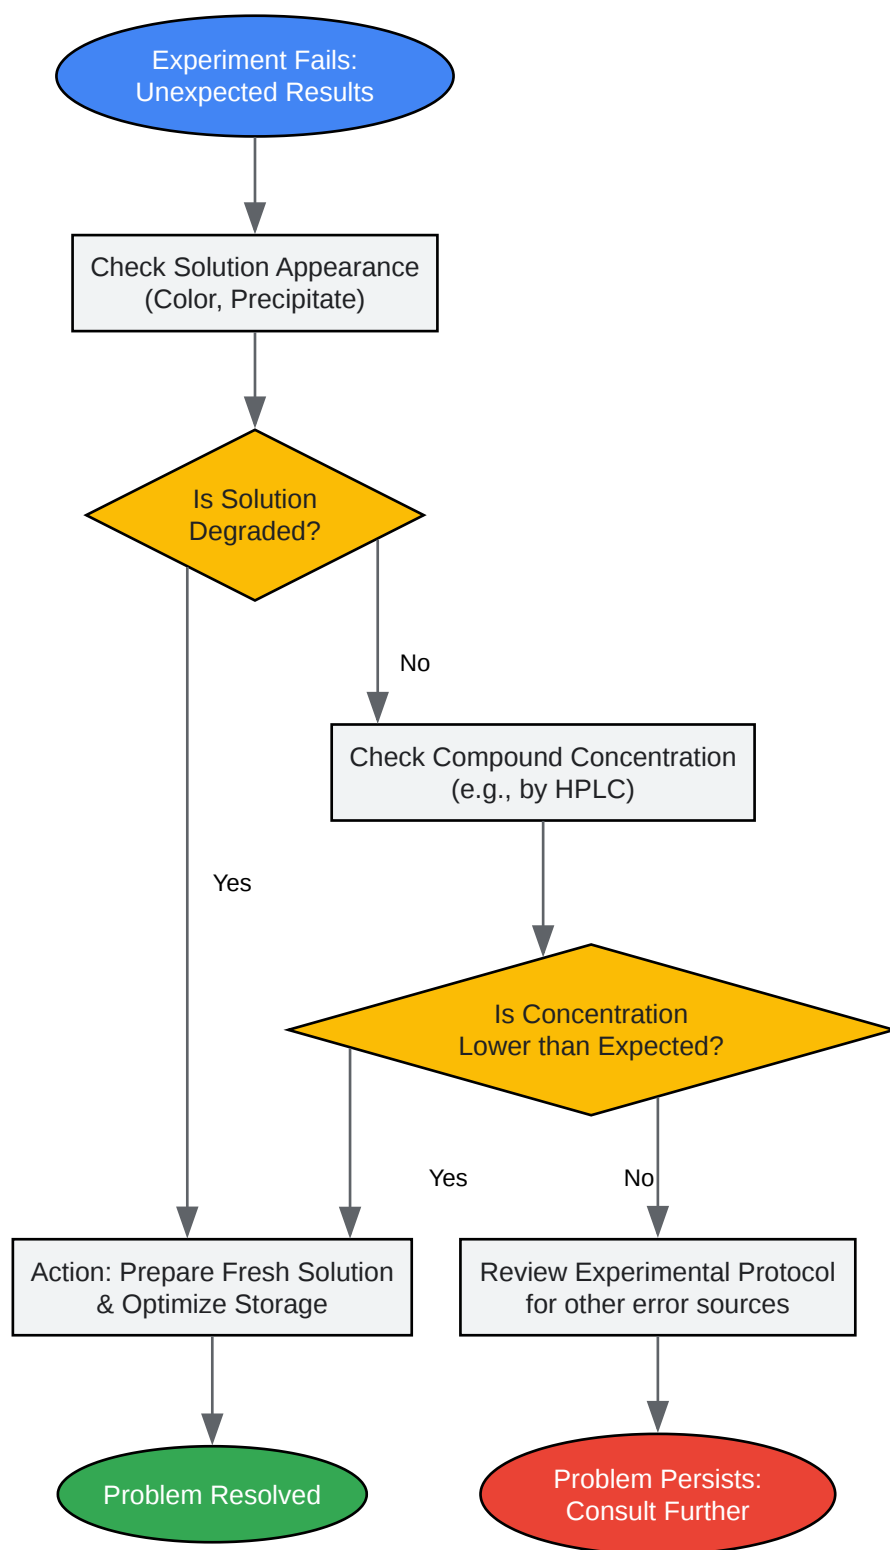 Experiment Fails:
Unexpected Results
Check Solution Appearance
(Color, Precipitate)
Is Solution
Degraded?
No
Check Compound Concentration
(e.g., by HPLC)
Yes
Is Concentration
Lower than Expected?
Yes
No
Action: Prepare Fresh Solution
& Optimize Storage
Review Experimental Protocol
for other error sources
Problem Resolved
Problem Persists:
Consult Further